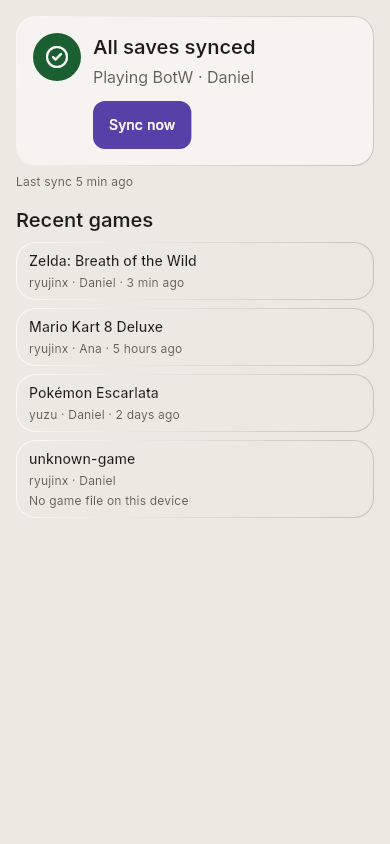 All saves synced
Playing BotW · Daniel
Sync now
Last sync 5 min ago
Recent games
Zelda: Breath of the Wild
ryujinx · Daniel · 3 min ago
Mario Kart 8 Deluxe
ryujinx · Ana · 5 hours ago
Pokémon Escarlata
yuzu · Daniel · 2 days ago
unknown-game
ryujinx · Daniel
No game file on this device